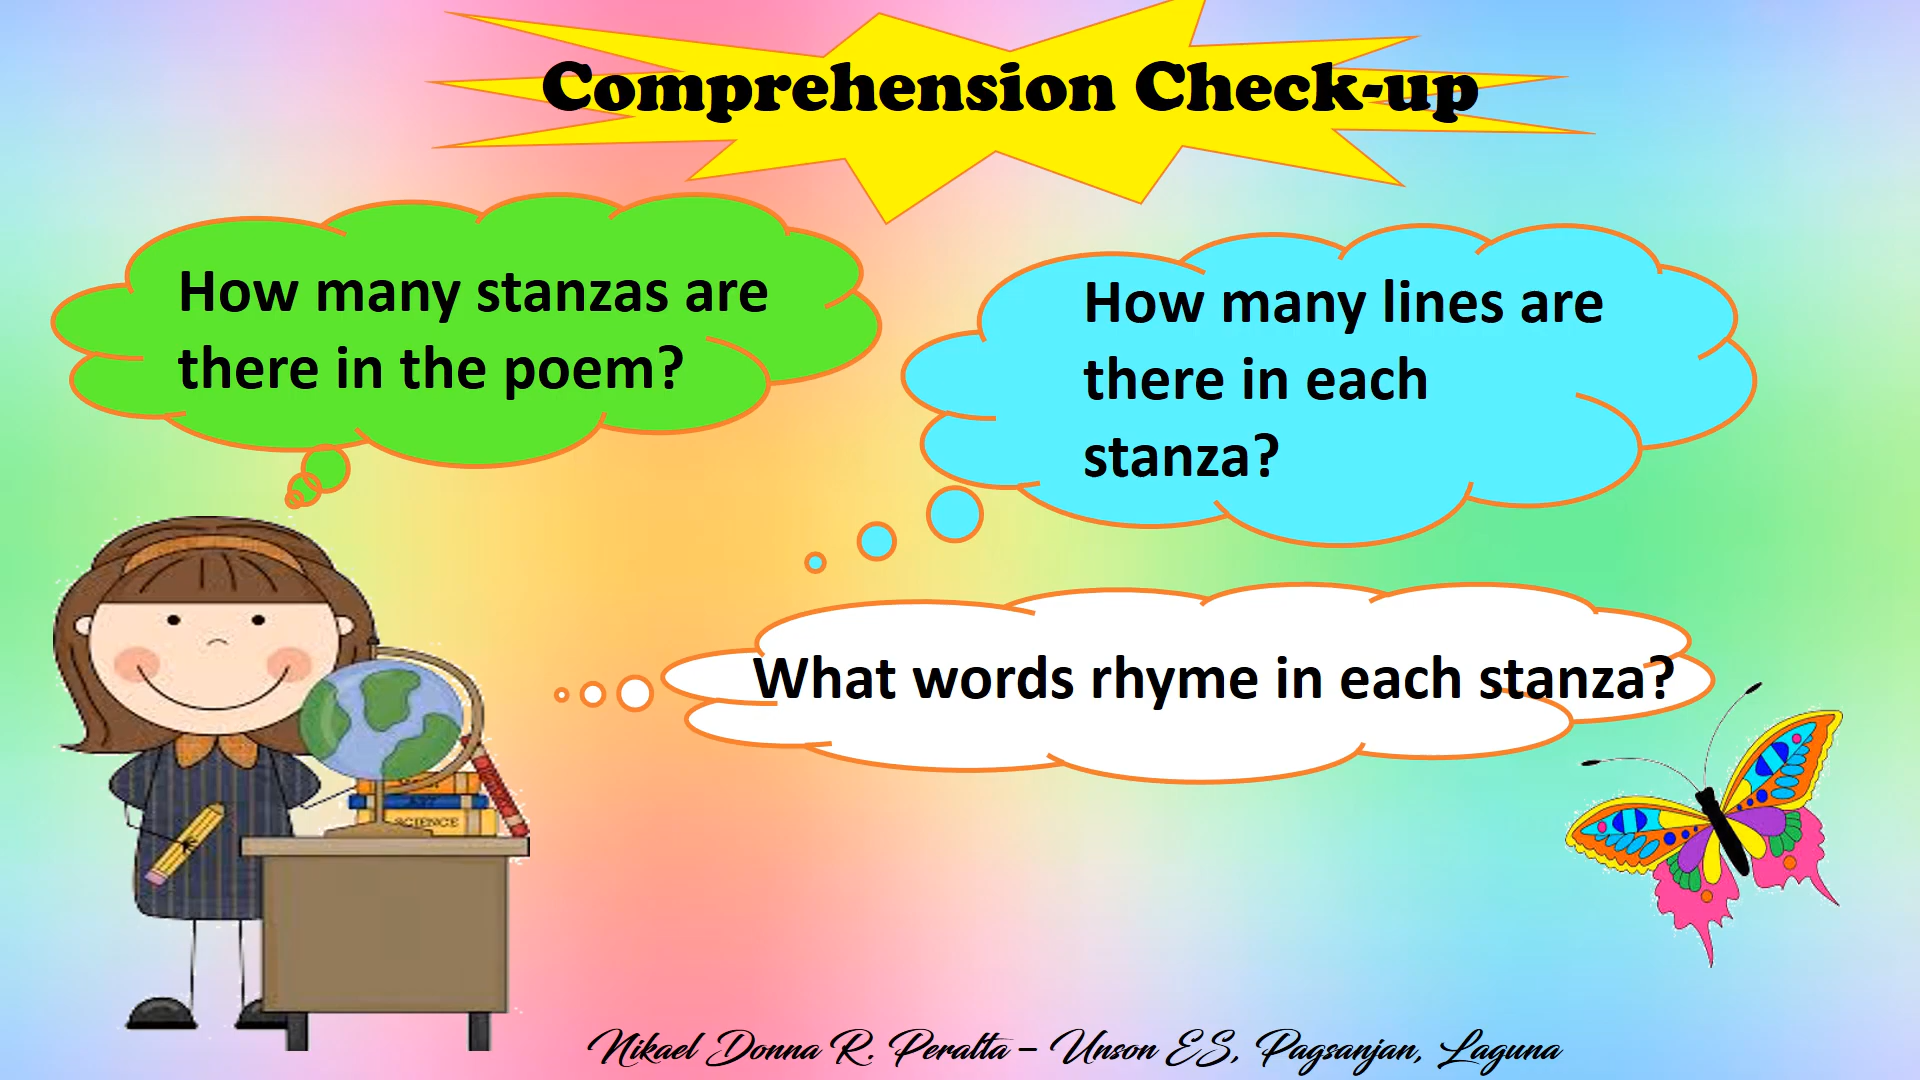 Comprehension Check-up
How many stanzas are
there in the poem?
How many lines are
there in each
stanza?
What words rhyme in each stanza?
SCIENCE
Nikael Donna R. Peralta – Unson ES, Pagsanjan, Laguna